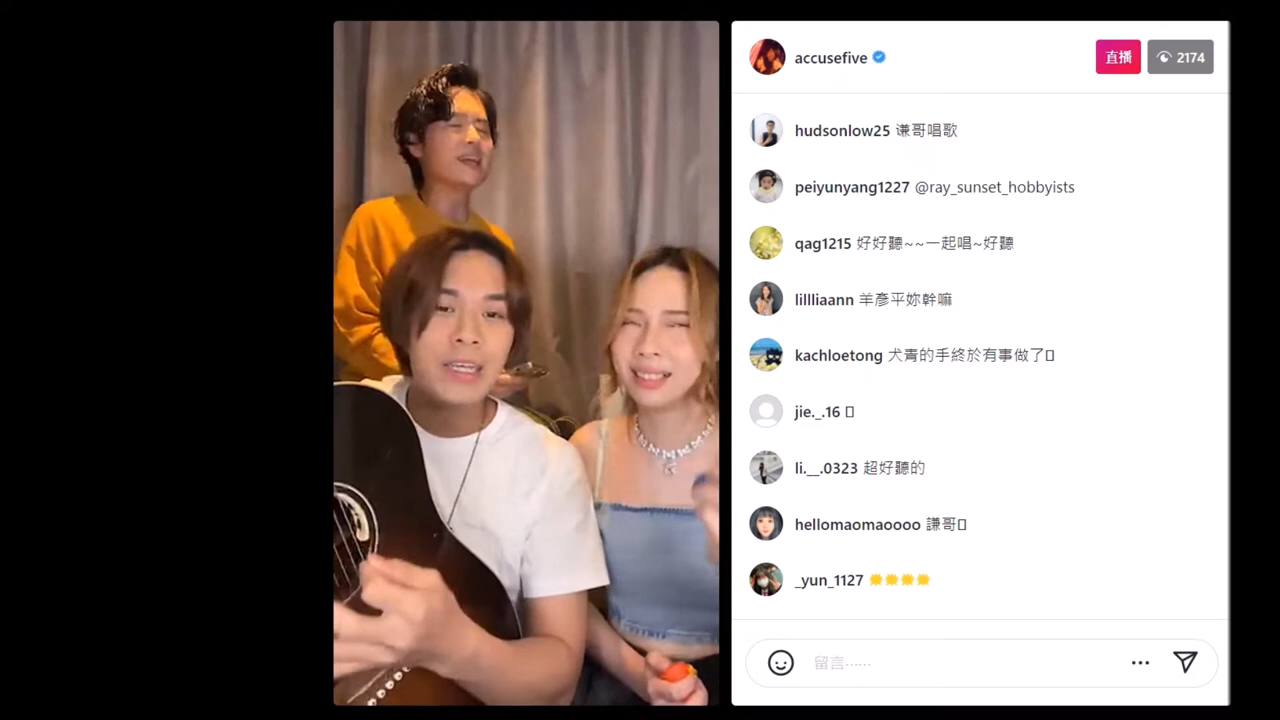 accusefive
直播
2174
hudsonlow25 谦哥唱歌
peiyunyang1227 @ray_sunset_hobbyists
qag1215 好好聽~~一起唱~好聽
lillliaann 羊彥平妳幹嘛
kachloetong 犬青的手終於有事做了
jie._.16
li.__.0323 超好聽的
hellomaomaoooo 謙哥
_yun_1127
留言......